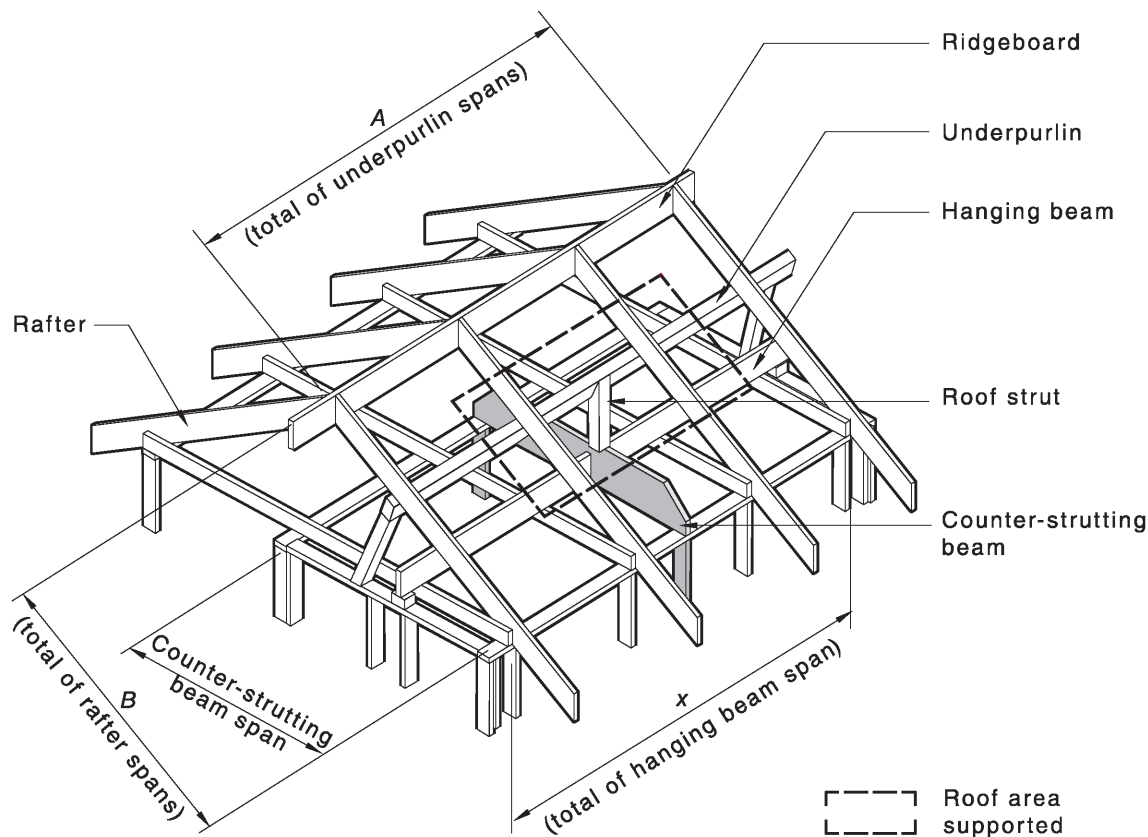 Ridgeboard
A
(total of underpurlin spans)
Underpurlin
Hanging beam
Rafter
Roof strut
Counter-strutting
beam
Counter-strutting
beam span
B
(total of rafter spans)
x
(total of hanging beam span)
Roof area
supported